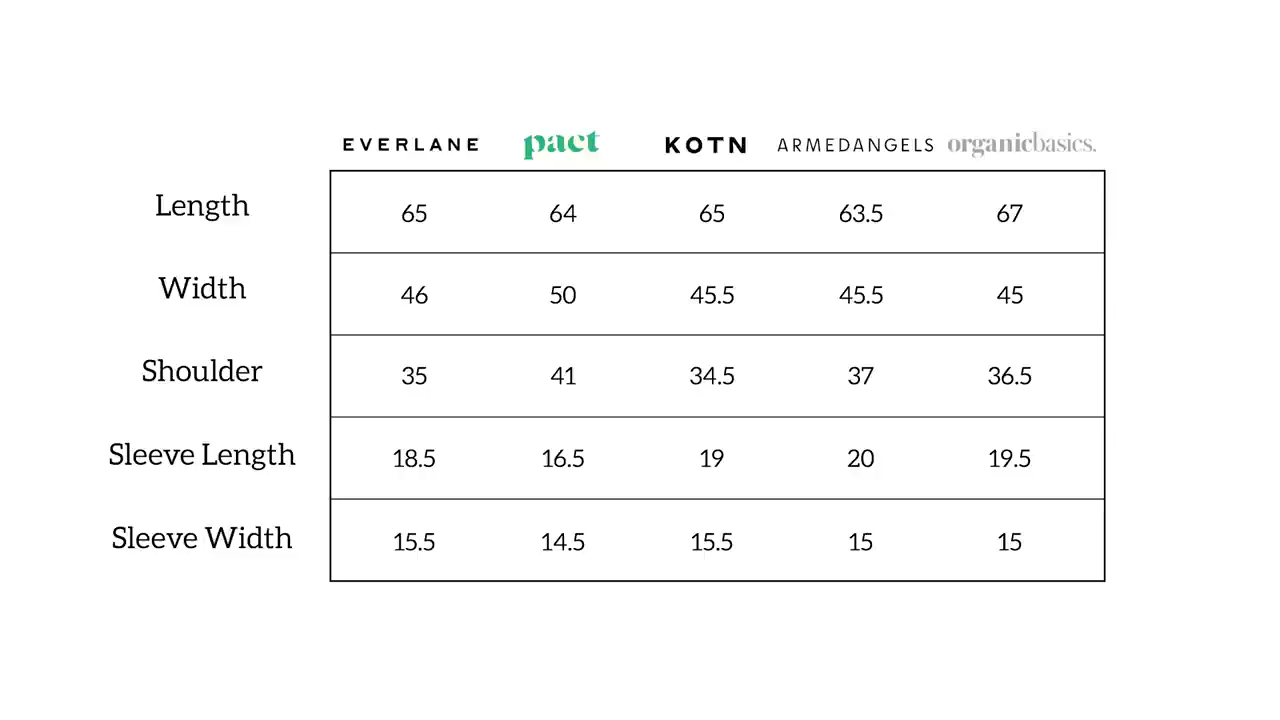 EVERLANE pact KOTN ARMEDANGELS organicbasics.
Length 65 64 65 63.5 67
Width 46 50 45.5 45.5 45
Shoulder 35 41 34.5 37 36.5
Sleeve Length 18.5 16.5 19 20 19.5
Sleeve Width 15.5 14.5 15.5 15 15